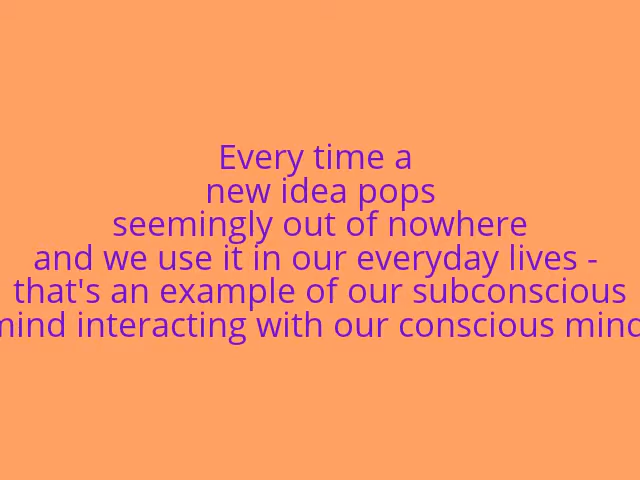 Every time a
new idea pops
seemingly out of nowhere
and we use it in our everyday lives -
that's an example of our subconscious
mind interacting with our conscious mind